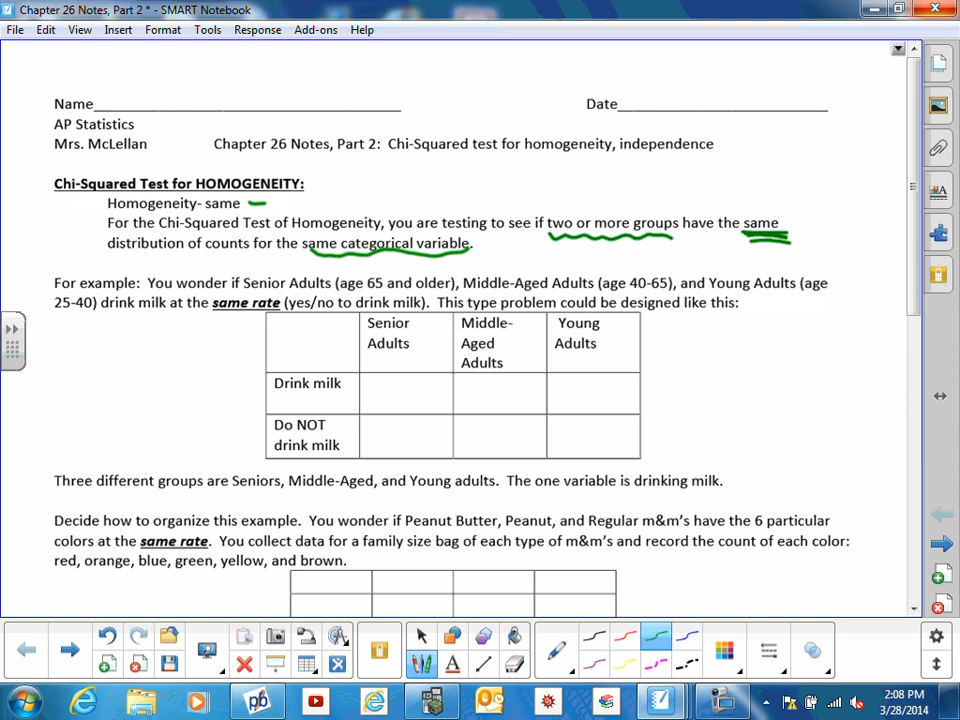 Chapter 26 Notes, Part 2 * - SMART Notebook
File Edit View Insert Format Tools Response Add-ons Help
Name Date
AP Statistics
Mrs. McLellan Chapter 26 Notes, Part 2: Chi-Squared test for homogeneity, independence
Chi-Squared Test for HOMOGENEITY:
Homogeneity- same
For the Chi-Squared Test of Homogeneity, you are testing to see if two or more groups have the same
distribution of counts for the same categorical variable.
For example: You wonder if Senior Adults (age 65 and older), Middle-Aged Adults (age 40-65), and Young Adults (age
25-40) drink milk at the same rate (yes/no to drink milk). This type problem could be designed like this:
Senior Middle- Young
Adults Aged Adults
Adults
Drink milk
Do NOT
drink milk
Three different groups are Seniors, Middle-Aged, and Young adults. The one variable is drinking milk.
Decide how to organize this example. You wonder if Peanut Butter, Peanut, and Regular m&m's have the 6 particular
colors at the same rate. You collect data for a family size bag of each type of m&m's and record the count of each color:
red, orange, blue, green, yellow, and brown.
2:08 PM
3/28/2014